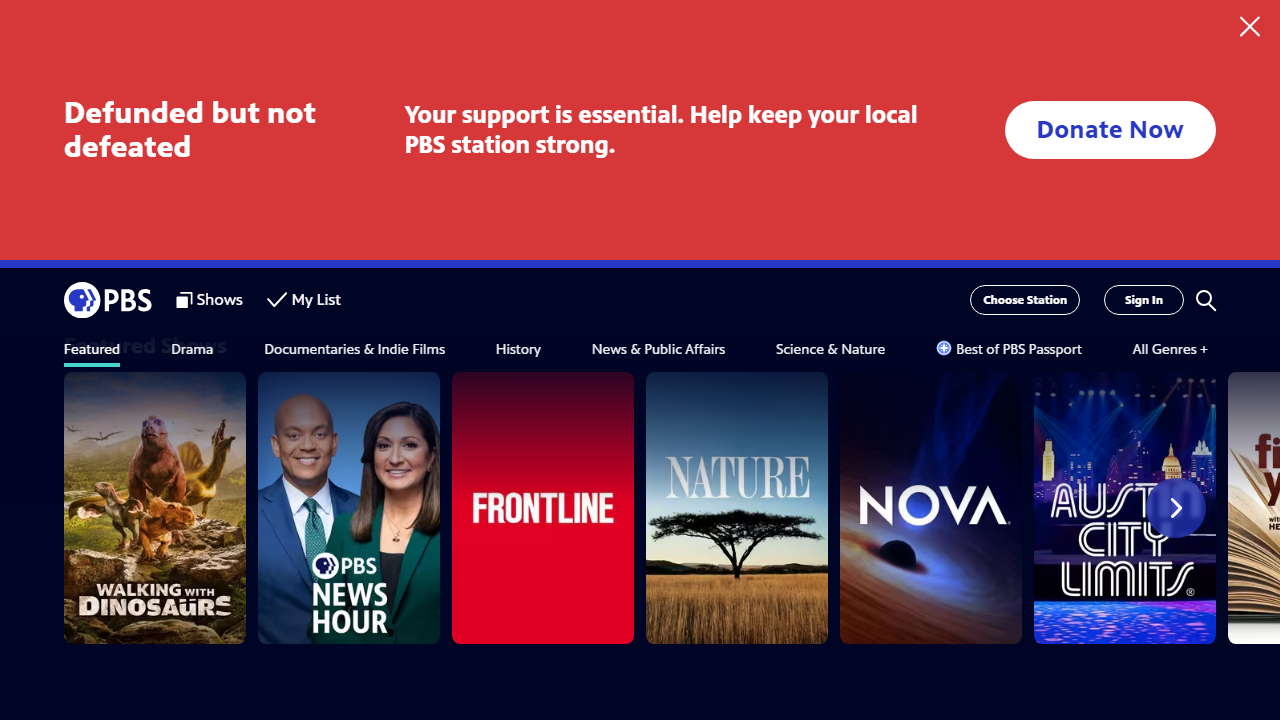 Defunded but not
defeated
Your support is essential. Help keep your local
PBS station strong.
Donate Now
PBS
Shows
My List
Choose Station
Sign In
Featured Shows
Featured
Drama
Documentaries & Indie Films
History
News & Public Affairs
Science & Nature
Best of PBS Passport
All Genres +
WALKING WITH
DINOSAURS
PBS
NEWS
HOUR
FRONTLINE
NATURE
NOVA
AUSTIN
CITY
LIMITS